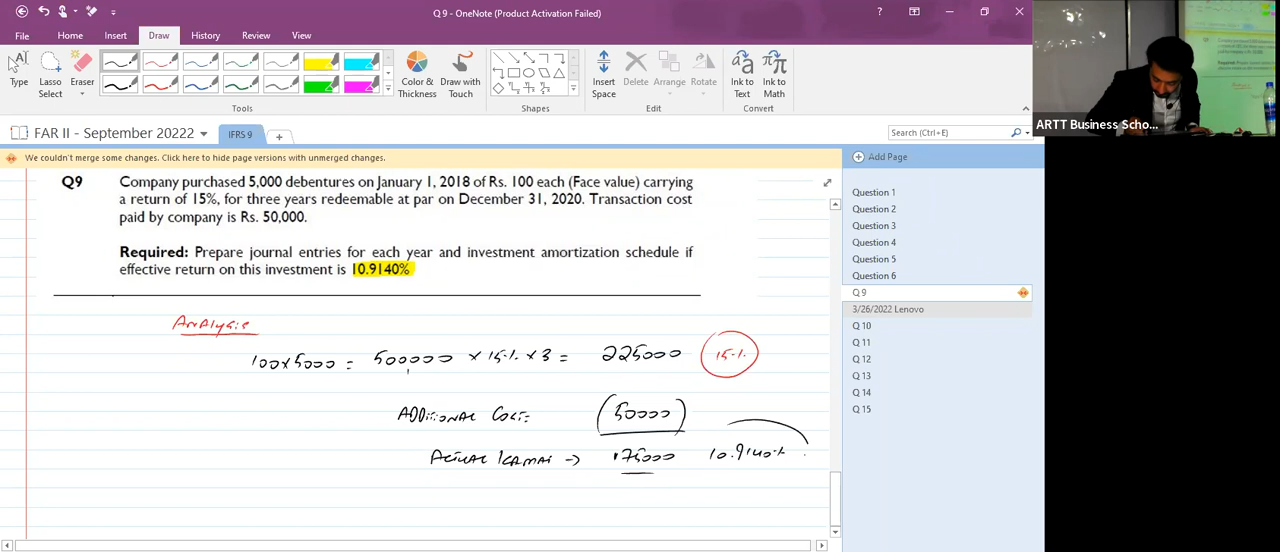 Q 9 - OneNote (Product Activation Failed)
File Home Insert Draw History Review View
Type Lasso Select Eraser Color & Thickness Draw with Touch Insert Space Delete Arrange Rotate Ink to Text Ink to Math
Tools Shapes Edit Convert
FAR II - September 20222 IFRS 9 Search (Ctrl+E)
We couldn't merge some changes. Click here to hide page versions with unmerged changes.
Q9 Company purchased 5,000 debentures on January 1, 2018 of Rs. 100 each (Face value) carrying
a return of 15%, for three years redeemable at par on December 31, 2020. Transaction cost
paid by company is Rs. 50,000.
Required: Prepare journal entries for each year and investment amortization schedule if
effective return on this investment is 10.9140%
Analysis
100 x 5000 = 500000 x 15% x 3 = 225000 15%
ADDITIONAL COST (50000)
ACTUAL KAMAI → 175000 10.9140%
Add Page
Question 1
Question 2
Question 3
Question 4
Question 5
Question 6
Q 9
3/26/2022 Lenovo
Q 10
Q 11
Q 12
Q 13
Q 14
Q 15
ARTT Business Scho...